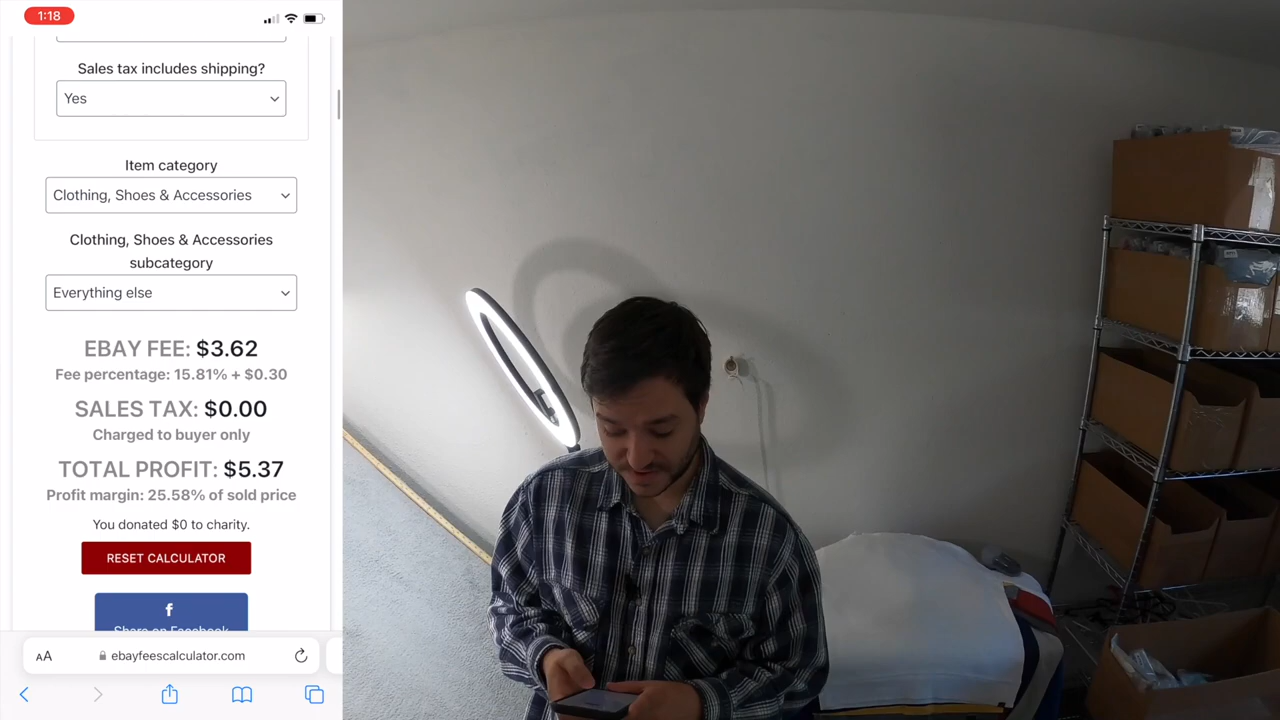 1:18
Sales tax includes shipping?
Yes
Item category
Clothing, Shoes & Accessories
Clothing, Shoes & Accessories
subcategory
Everything else
EBAY FEE: $3.62
Fee percentage: 15.81% + $0.30
SALES TAX: $0.00
Charged to buyer only
TOTAL PROFIT: $5.37
Profit margin: 25.58% of sold price
You donated $0 to charity.
RESET CALCULATOR
f
Share on Facebook
AA
ebayfeescalculator.com